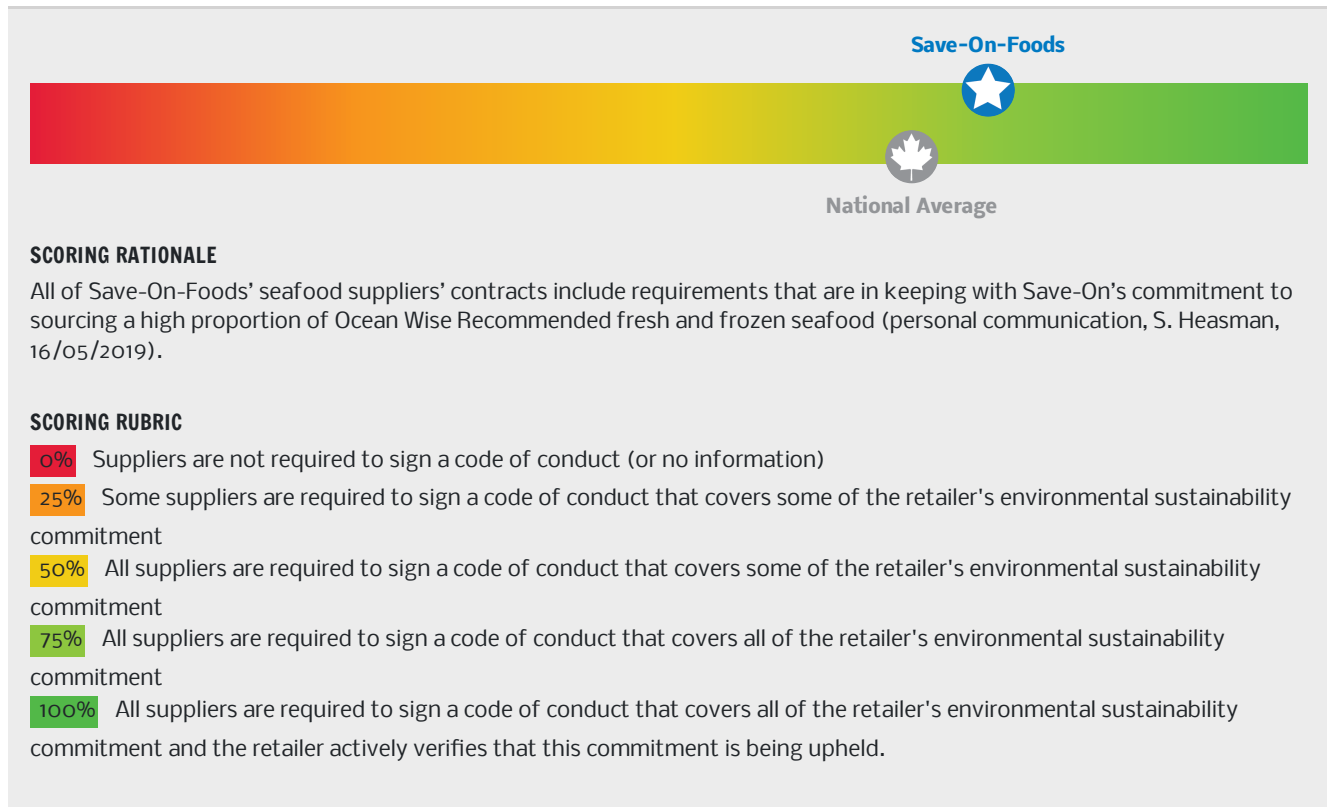 Save-On-Foods
National Average
SCORING RATIONALE
All of Save-On-Foods’ seafood suppliers’ contracts include requirements that are in keeping with Save-On’s commitment to
sourcing a high proportion of Ocean Wise Recommended fresh and frozen seafood (personal communication, S. Heasman,
16/05/2019).
SCORING RUBRIC
0% Suppliers are not required to sign a code of conduct (or no information)
25% Some suppliers are required to sign a code of conduct that covers some of the retailer's environmental sustainability
commitment
50% All suppliers are required to sign a code of conduct that covers some of the retailer's environmental sustainability
commitment
75% All suppliers are required to sign a code of conduct that covers all of the retailer's environmental sustainability
commitment
100% All suppliers are required to sign a code of conduct that covers all of the retailer's environmental sustainability
commitment and the retailer actively verifies that this commitment is being upheld.